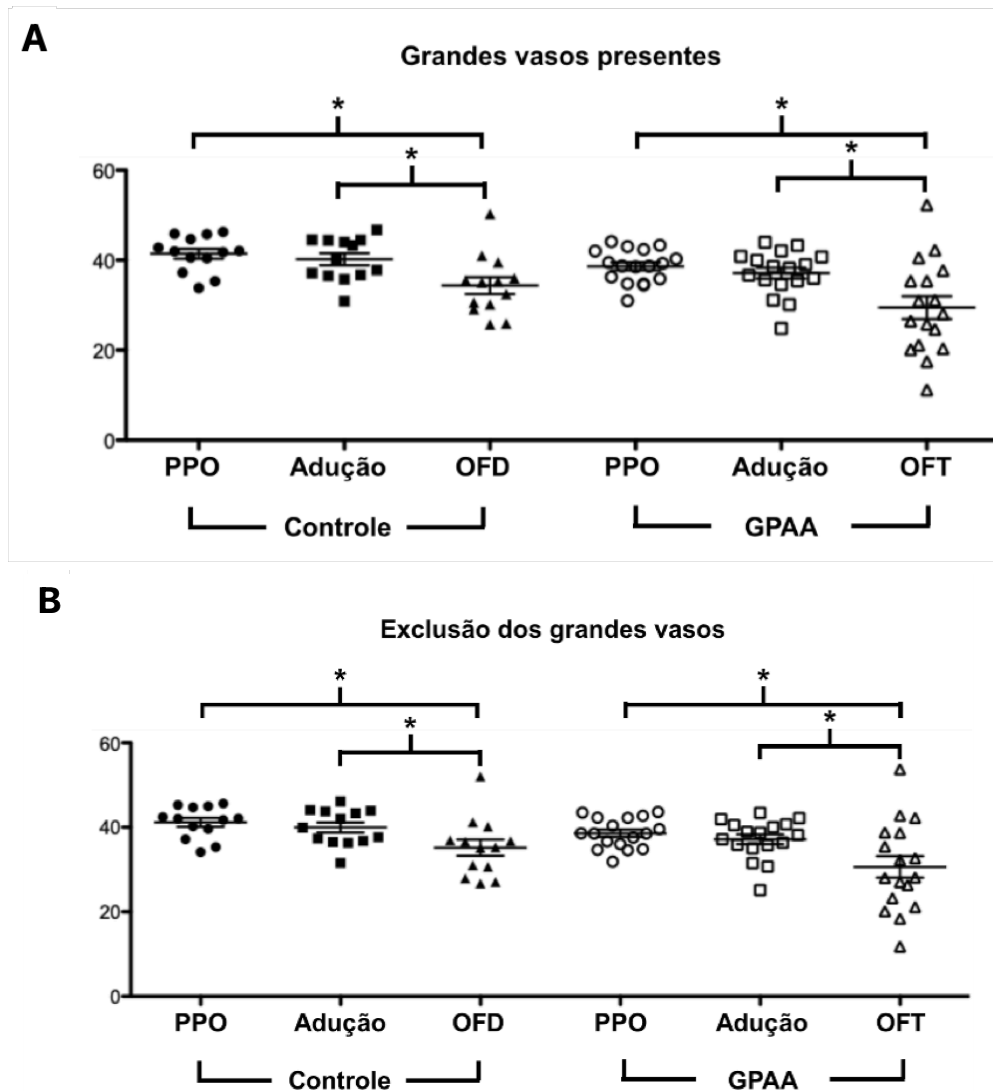 A
Grandes vasos presentes
* *
* *
60
40
20
0
PPO Adução OFD PPO Adução OFT
Controle GPAA
B
Exclusão dos grandes vasos
* *
* *
60
40
20
0
PPO Adução OFD PPO Adução OFT
Controle GPAA